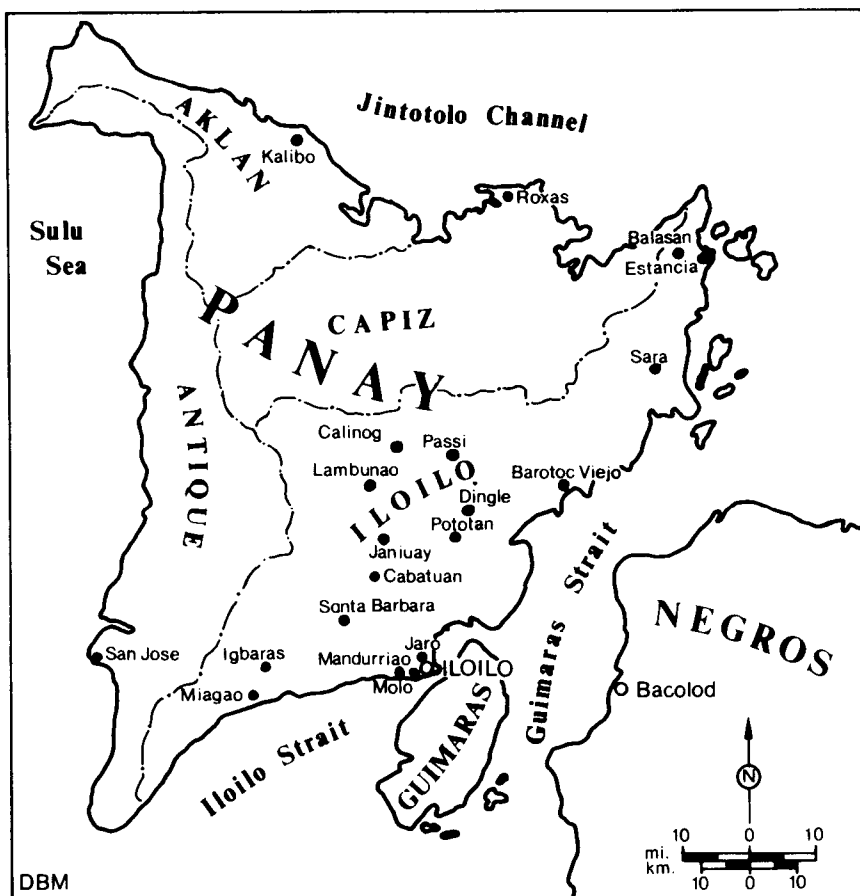 Jintotolo Channel
AKLAN
Kalibo
Roxas
Sulu
Sea
Balasan
Estancia
PANAY
CAPIZ
Sara
ANTIQUE
Calinog
Passi
Lambunao
Barotoc Viejo
ILOILO
Dingle
Pototan
Janiuay
Cabatuan
Guimaras Strait
Santa Barbara
NEGROS
San Jose
Igbaras
Jaro
Mandurriao
ILOILO
Miagao
Molo
Bacolod
GUIMARAS
Iloilo Strait
N
10 0 10
mi.
km.
10 0 10
DBM